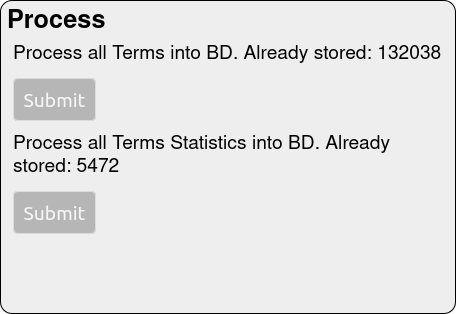 Process
Process all Terms into BD. Already stored: 132038
Submit
Process all Terms Statistics into BD. Already
stored: 5472
Submit